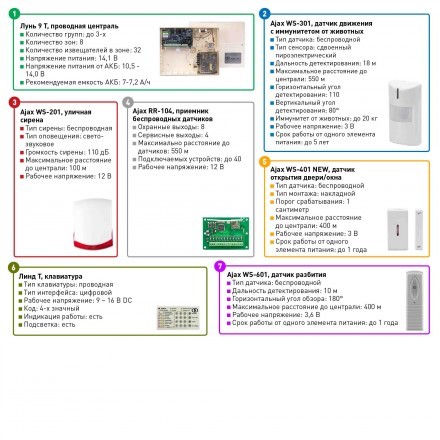 1
Лунь 9 Т, проводная централь
• Количество групп: до 3-х
• Количество зон: 8
• Количество извещателей в зоне: 32
• Напряжение питания: 14,1 В
• Напряжение питания от АКБ: 10,5 -
14,0 В
• Рекомендуемая емкость АКБ: 7-7,2 А/ч
2
Ajax WS-301, датчик движения
с иммунитетом от животных
• Тип датчика: беспроводной
• Тип сенсора: сдвоенный
пироэлектрический
• Дальность детектирования: 18 м
• Максимальное расстояние до
централи: 550 м
• Горизонтальный угол
детектирования: 110
• Вертикальный угол
детектирования: 80°
• Иммунитет от животных: до 20 кг
• Рабочее напряжение: 3 В
• Срок работы от одного элемента
питания: до 5 лет
3
Ajax WS-201, уличная
сирена
• Тип сирены: беспроводная
• Тип оповещения: свето-
звуковое
• Громкость сирены: 110 дБ
• Максимальное расстояние
до централи: 100 м
• Рабочее напряжение: 12 В
4
Ajax RR-104, приемник
беспроводных датчиков
• Охранные выходы: 8
• Сервисные выходы: 4
• Максимально расстояние до
датчиков: 550 м
• Подключаемых устройств: до 40
• Рабочее напряжение: 12 В
5
Ajax WS-401 NEW, датчик
открытия двери/окна
• Тип датчика: беспроводной
• Тип монтажа: накладной
• Порог срабатывания: 1
сантиметр
• Максимальное расстояние
до централи: 400 м
• Рабочее напряжение: 3 В
• Срок работы от одного
элемента питания: до 1 года
6
Линд Т, клавиатура
• Тип клавиатуры: проводная
• Тип интерфейса: цифровой
• Рабочее напряжение: 9 – 16 В DC
• Код: 4-х значный
• Индикация работы: есть
• Подсветка: есть
7
Ajax WS-601, датчик разбития
• Тип датчика: беспроводной
• Дальность детектирования: 10 м
• Горизонтальный угол обзора: 180°
• Максимальное расстояние до централи: 400 м
• Рабочее напряжение: 3,6 В
• Срок работы от одного элемента питания: до 1 года